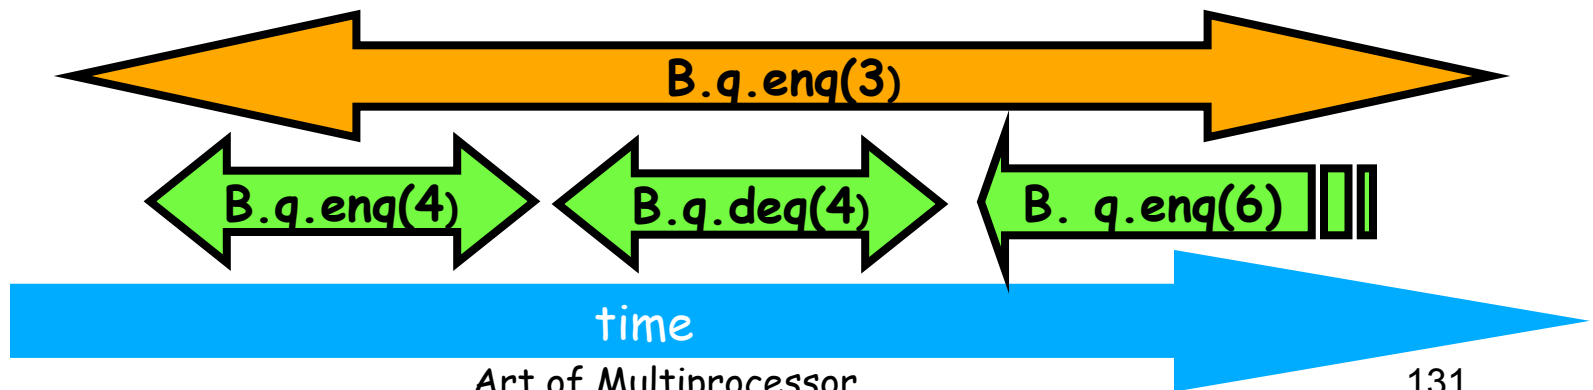 B.q.enq(3)
B.q.enq(4)
B.q.deq(4)
B. q.enq(6)
time
Art of Multiprocessor
131